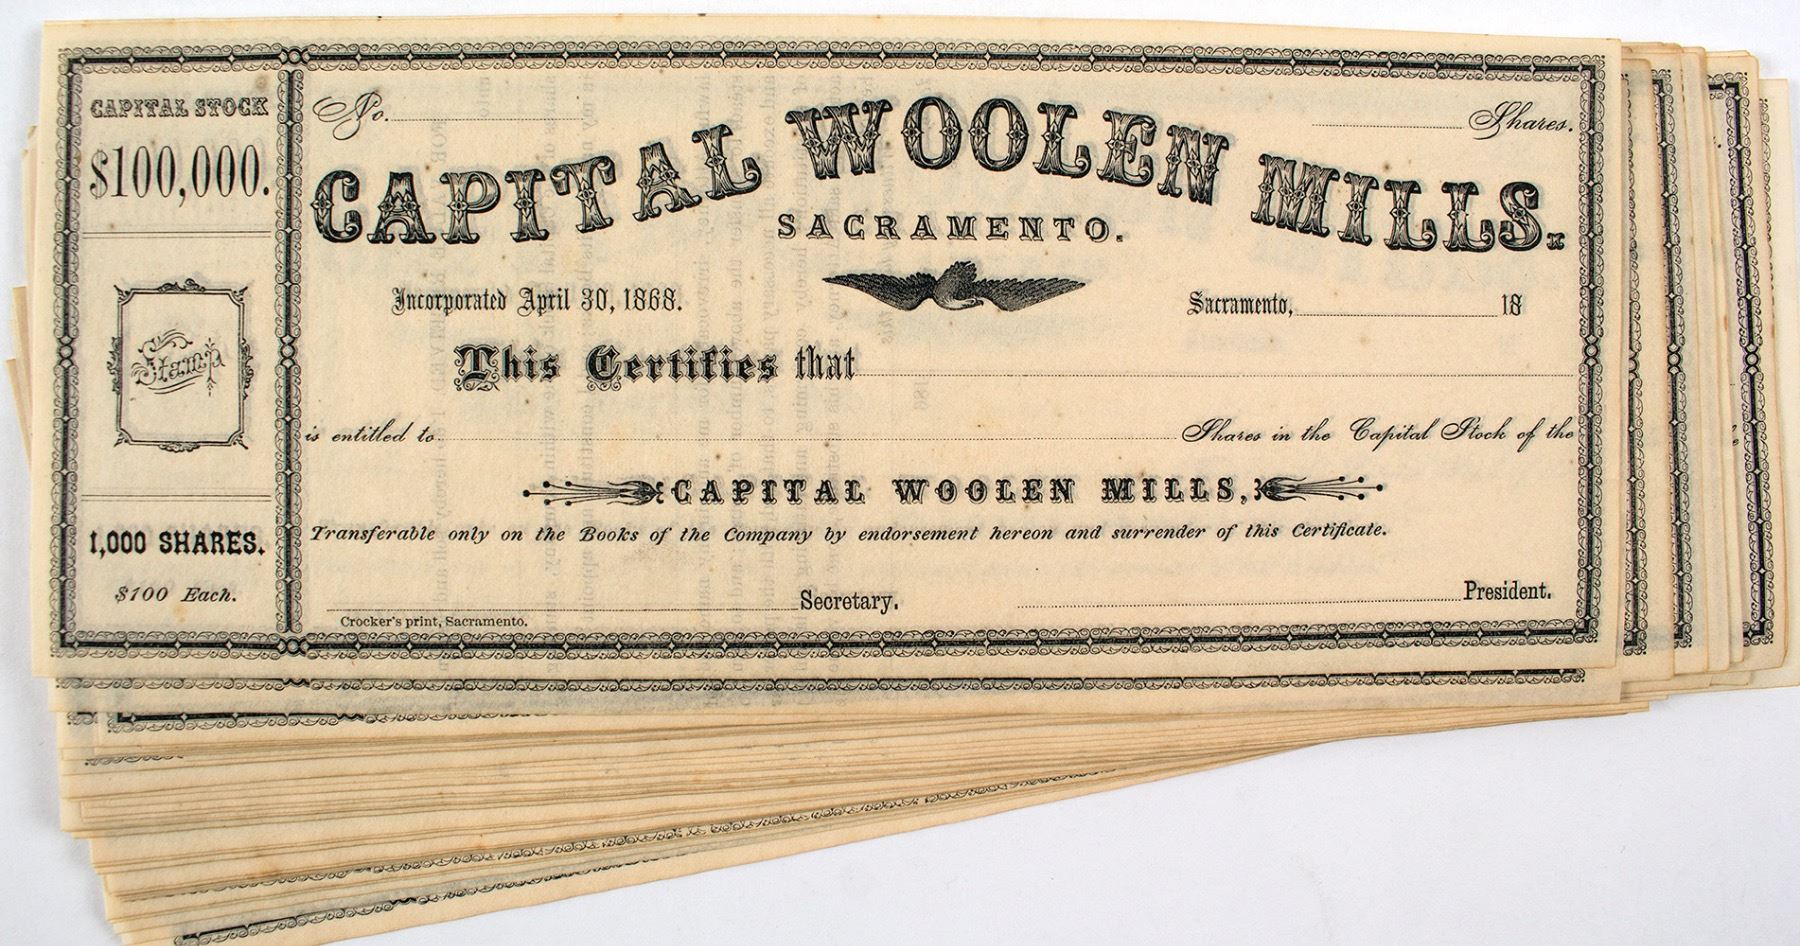 CAPITAL STOCK
$100,000.
Stamp
1,000 SHARES.
$100 Each.
No.
Shares.
CAPITAL WOOLEN MILLS.
SACRAMENTO.
Incorporated April 30, 1868.
Sacramento, 18
This Certifies that
is entitled to Shares in the Capital Stock of the
CAPITAL WOOLEN MILLS,
Transferable only on the Books of the Company by endorsement hereon and surrender of this Certificate.
Secretary.
President.
Crocker's print, Sacramento.